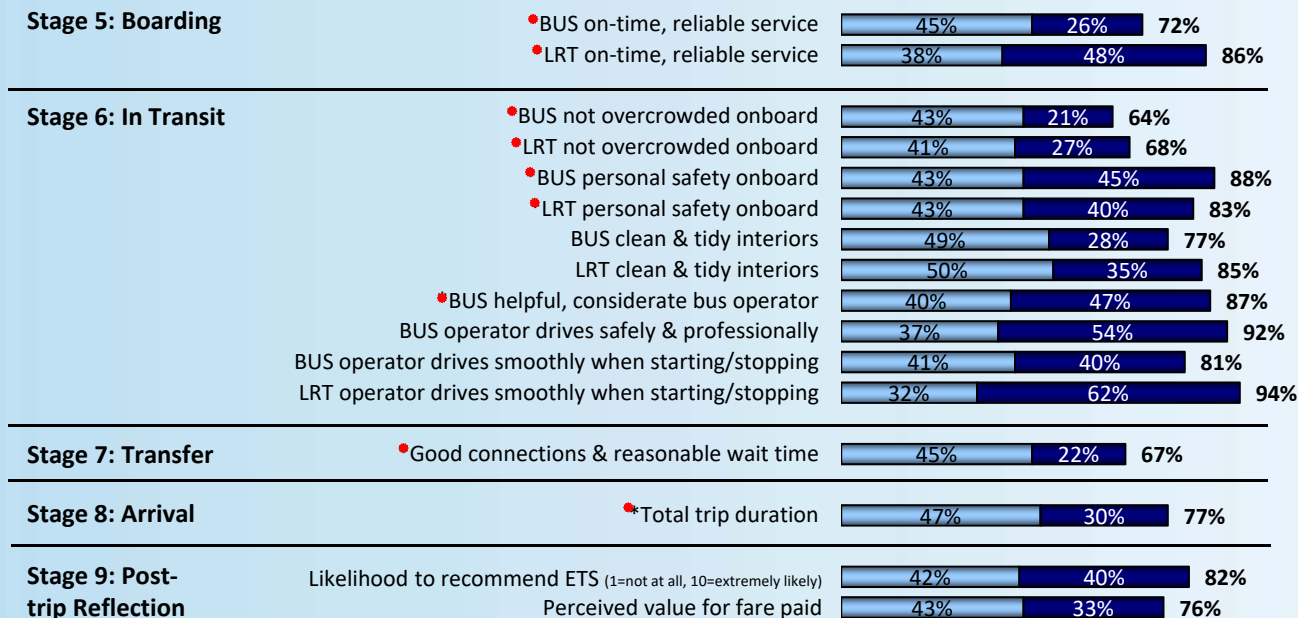 Stage 5: Boarding
BUS on-time, reliable service 45% 26% 72%
LRT on-time, reliable service 38% 48% 86%
Stage 6: In Transit
BUS not overcrowded onboard 43% 21% 64%
LRT not overcrowded onboard 41% 27% 68%
BUS personal safety onboard 43% 45% 88%
LRT personal safety onboard 43% 40% 83%
BUS clean & tidy interiors 49% 28% 77%
LRT clean & tidy interiors 50% 35% 85%
BUS helpful, considerate bus operator 40% 47% 87%
BUS operator drives safely & professionally 37% 54% 92%
BUS operator drives smoothly when starting/stopping 41% 40% 81%
LRT operator drives smoothly when starting/stopping 32% 62% 94%
Stage 7: Transfer Good connections & reasonable wait time 45% 22% 67%
Stage 8: Arrival *Total trip duration 47% 30% 77%
Stage 9: Post-
trip Reflection
Likelihood to recommend ETS (1=not at all, 10=extremely likely) 42% 40% 82%
Perceived value for fare paid 43% 33% 76%